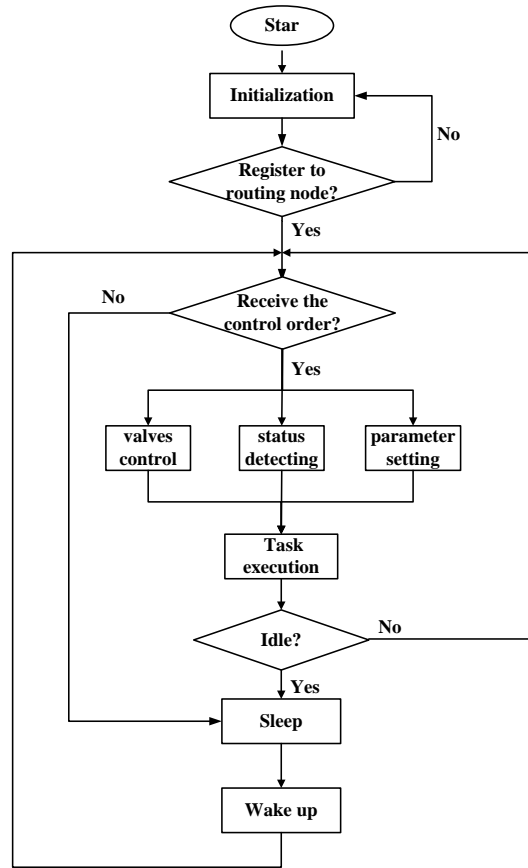 Star
Initialization
No
Register to
routing node?
Yes
No
Receive the
control order?
Yes
valves
control
status
detecting
parameter
setting
Task
execution
Idle?
No
Yes
Sleep
Wake up